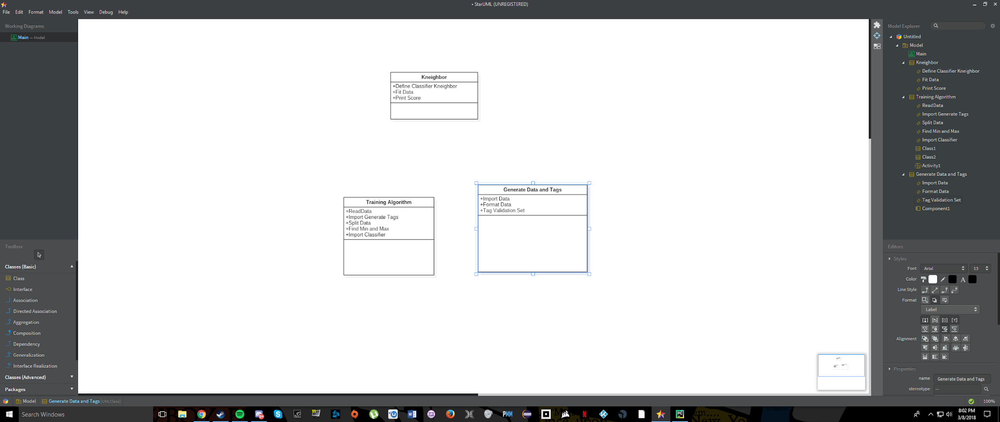 • StarUML (UNREGISTERED)
File Edit Format Model Tools View Debug Help
Working Diagrams
Main — Model
Toolbox
Classes (Basic)
Class
Interface
Association
Directed Association
Aggregation
Composition
Dependency
Generalization
Interface Realization
Classes (Advanced)
Packages
Kneighbor
+Define Classifier Kneighbor
+Fit Data
+Print Score
Training Algorithm
+ReadData
+Import Generate Tags
+Split Data
+Find Min and Max
+Import Classifier
Generate Data and Tags
+Import Data
+Format Data
+Tag Validation Set
Model Explorer
Untitled
Model
Main
Kneighbor
Define Classifier Kneighbor
Fit Data
Print Score
Training Algorithm
ReadData
Import Generate Tags
Split Data
Find Min and Max
Import Classifier
Class1
Class2
Activity1
Generate Data and Tags
Import Data
Format Data
Tag Validation Set
Component1
Editors
Styles
Font Arial 13
Color A
Line Style
Format
Label
Alignment
Properties
name Generate Data and Tags
stereotype —
Model Generate Data and Tags [UMLClass] 100%
Search Windows
99
9+
W
gog com
PMM
N
PC
8:02 PM
3/8/2018